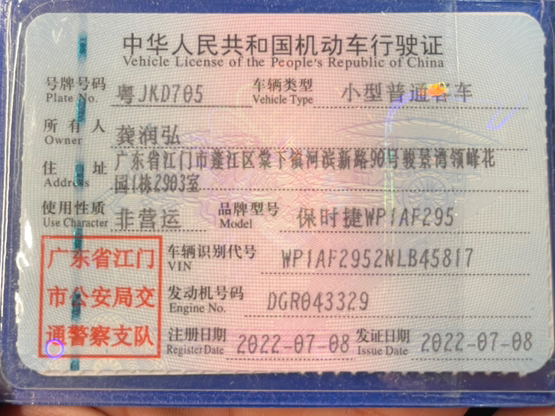 中华人民共和国机动车行驶证
Vehicle License of the People's Republic of China
号牌号码 Plate No. 粤JKD705 车辆类型 Vehicle Type 小型普通客车
所有人 Owner 龚润弘
住址 Address 广东省江门市蓬江区棠下镇河滨新路90号骏景湾领峰花
园1栋2903室
使用性质 Use Character 非营运 品牌型号 Model 保时捷WP1AF295
广东省江门
市公安局交
通警察支队
车辆识别代号 VIN WP1AF2952NLB45817
发动机号码 Engine No. DGR043329
注册日期 Register Date 2022-07-08 发证日期 Issue Date 2022-07-08